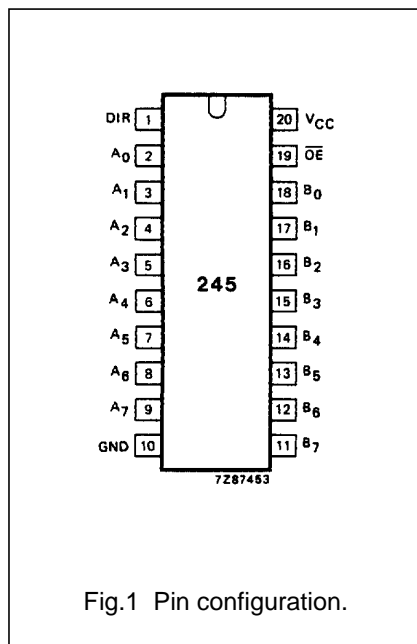 DIR 1 20 VCC
A0 2 19 O̅E̅
A1 3 18 B0
A2 4 17 B1
A3 5 16 B2
A4 6 245 15 B3
A5 7 14 B4
A6 8 13 B5
A7 9 12 B6
GND 10 11 B7
7Z87453
Fig.1 Pin configuration.